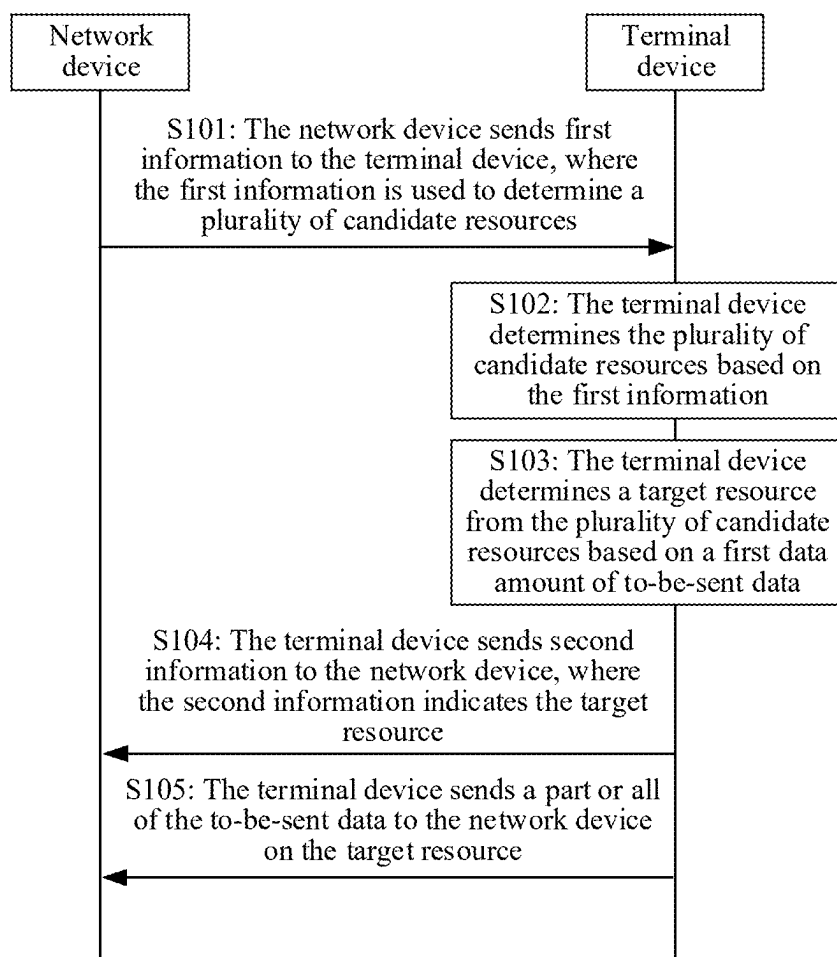 Network
device
Terminal
device
S101: The network device sends first
information to the terminal device, where
the first information is used to determine a
plurality of candidate resources
S102: The terminal device
determines the plurality of
candidate resources based on
the first information
S103: The terminal device
determines a target resource
from the plurality of candidate
resources based on a first data
amount of to-be-sent data
S104: The terminal device sends second
information to the network device, where
the second information indicates the target
resource
S105: The terminal device sends a part or all
of the to-be-sent data to the network device
on the target resource